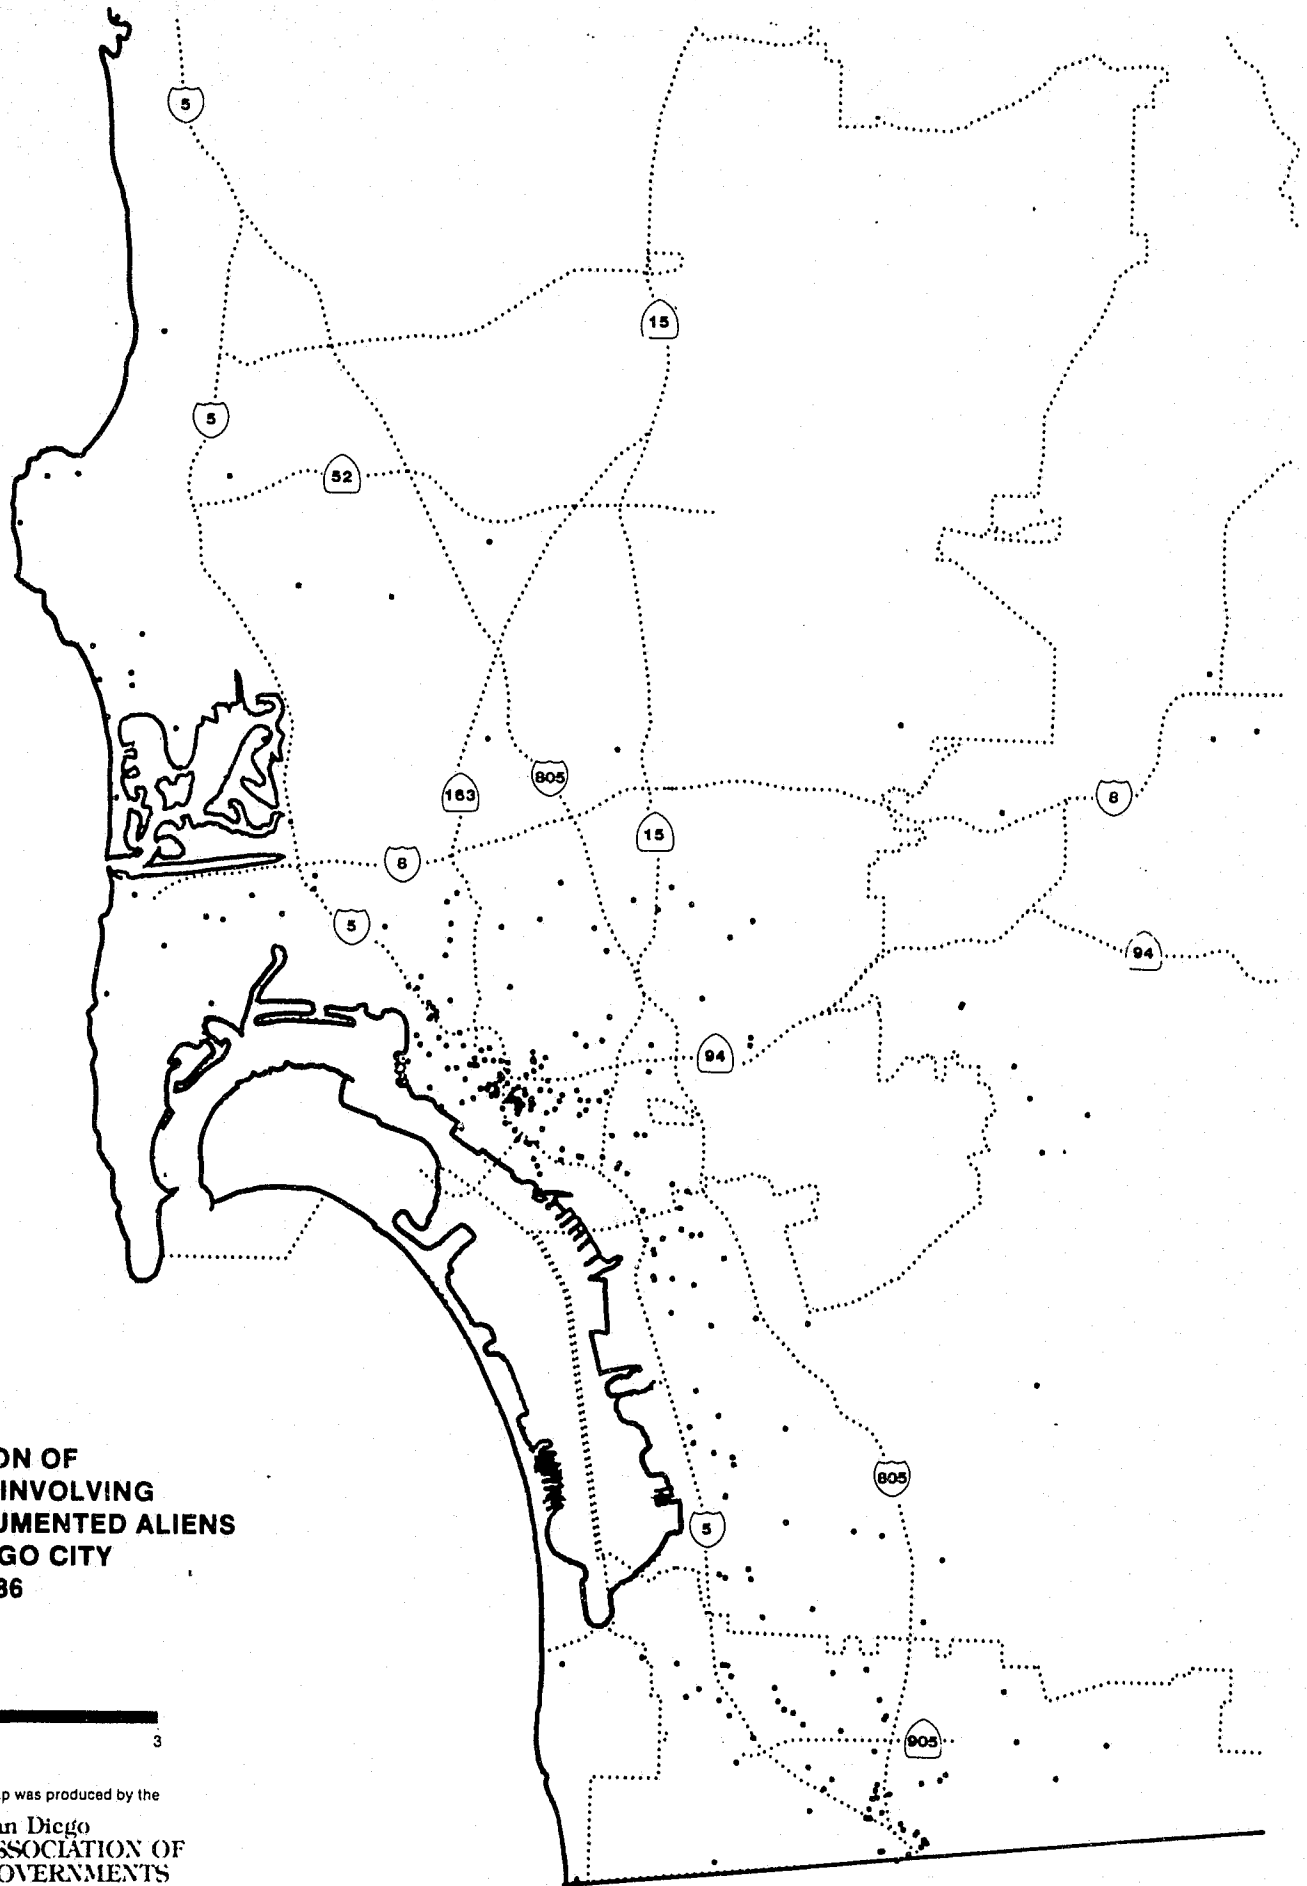 5
15
5
52
805
163
8
15
8
5
94
94
805
5
ON OF
INVOLVING
UMENTED ALIENS
GO CITY
36
3
905
p was produced by the
an Diego
SSOCIATION OF
OVERNMENTS